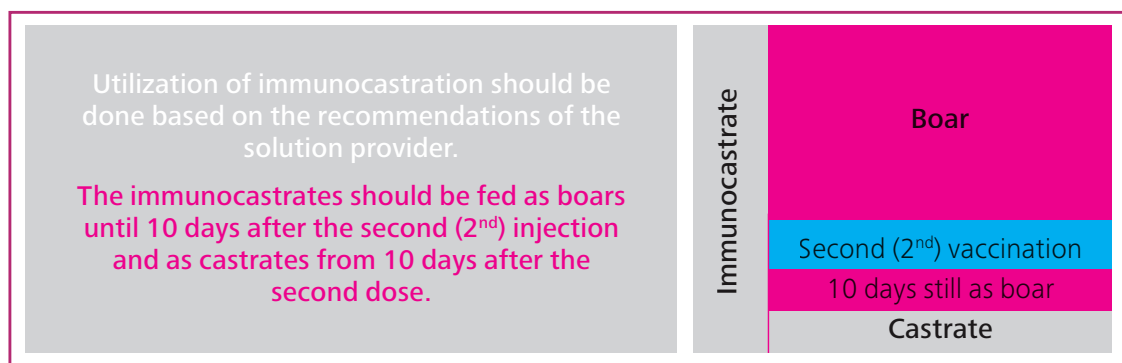 Utilization of immunocastration should be
done based on the recommendations of the
solution provider.
The immunocastrates should be fed as boars
until 10 days after the second (2nd) injection
and as castrates from 10 days after the
second dose.
Immunocastrate
Boar
Second (2nd) vaccination
10 days still as boar
Castrate